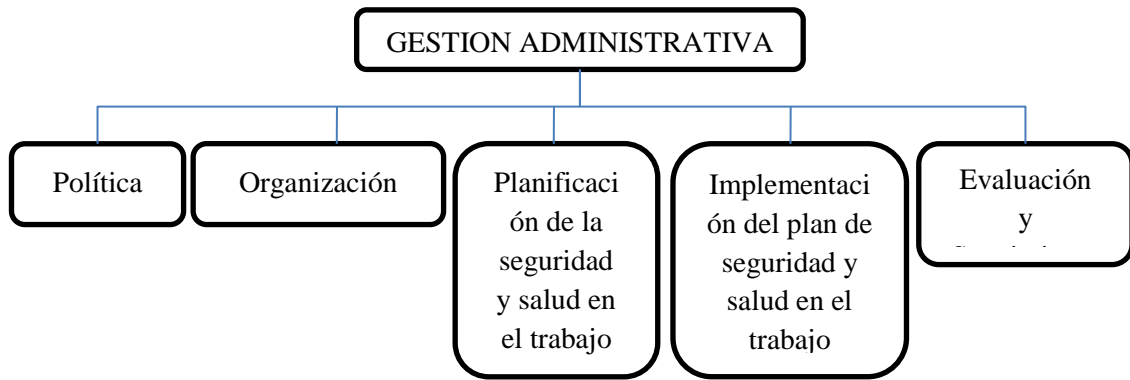 GESTION ADMINISTRATIVA
Política
Organización
Planificaci
ón de la
seguridad
y salud en
el trabajo
Implementaci
ón del plan de
seguridad y
salud en el
trabajo
Evaluación
y